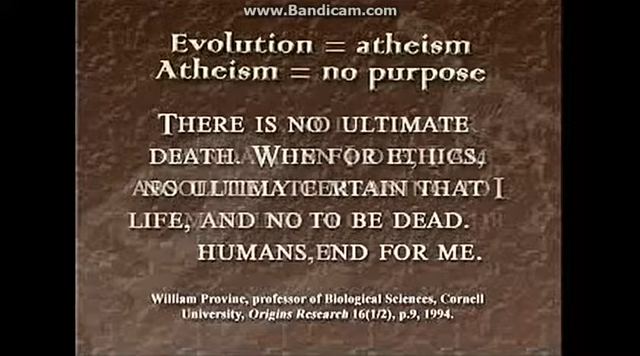 www.Bandicam.com
Evolution = atheism
Atheism = no purpose
THERE IS NO ULTIMATE
DEATH. WHEN FOR ETHICS,
NO CERTAIN THAT I
LIFE, AND NO TO BE DEAD.
HUMANS, END FOR ME.
William Provine, professor of Biological Sciences, Cornell
University, Origins Research 16(1/2), p.9, 1994.